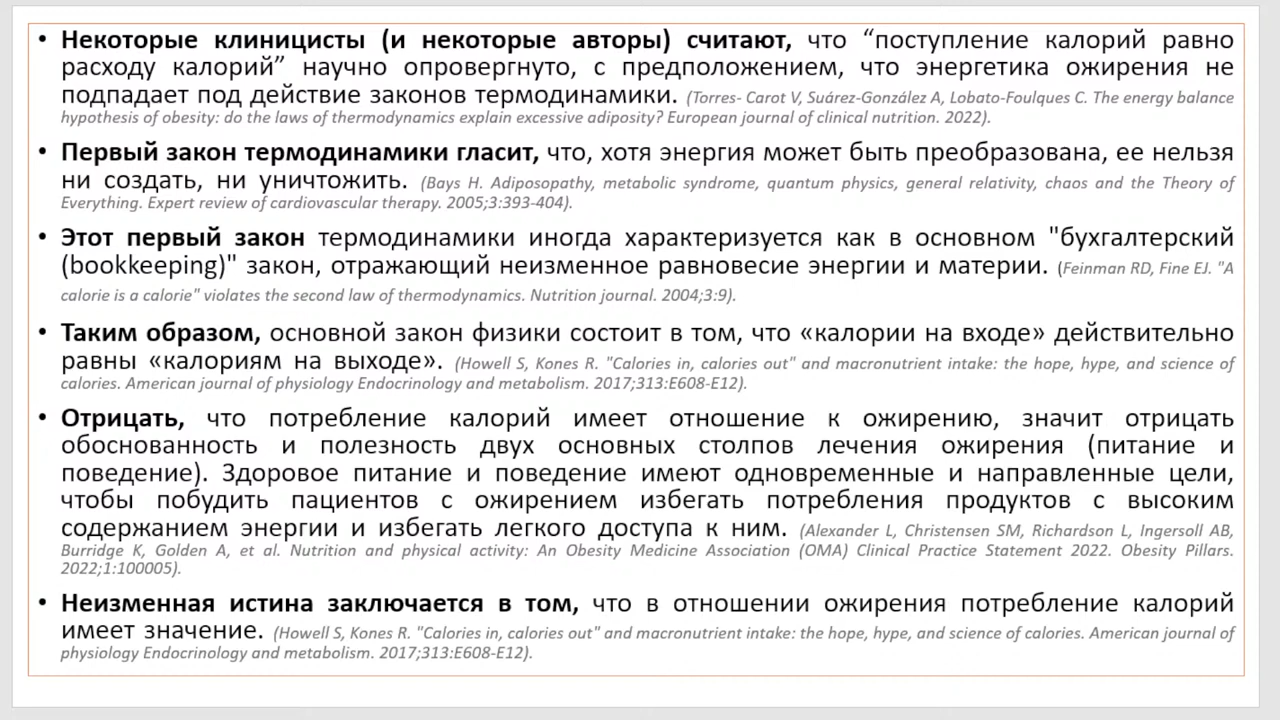 • Некоторые клиницисты (и некоторые авторы) считают, что “поступление калорий равно
расходу калорий” научно опровергнуто, с предположением, что энергетика ожирения не
подпадает под действие законов термодинамики. (Torres- Carot V, Suárez-González A, Lobato-Foulques C. The energy balance
hypothesis of obesity: do the laws of thermodynamics explain excessive adiposity? European journal of clinical nutrition. 2022).
• Первый закон термодинамики гласит, что, хотя энергия может быть преобразована, ее нельзя
ни создать, ни уничтожить. (Bays H. Adiposopathy, metabolic syndrome, quantum physics, general relativity, chaos and the Theory of
Everything. Expert review of cardiovascular therapy. 2005;3:393-404).
• Этот первый закон термодинамики иногда характеризуется как в основном "бухгалтерский
(bookkeeping)" закон, отражающий неизменное равновесие энергии и материи. (Feinman RD, Fine EJ. "A
calorie is a calorie" violates the second law of thermodynamics. Nutrition journal. 2004;3:9).
• Таким образом, основной закон физики состоит в том, что «калории на входе» действительно
равны «калориям на выходе». (Howell S, Kones R. "Calories in, calories out" and macronutrient intake: the hope, hype, and science of
calories. American journal of physiology Endocrinology and metabolism. 2017;313:E608-E12).
• Отрицать, что потребление калорий имеет отношение к ожирению, значит отрицать
обоснованность и полезность двух основных столпов лечения ожирения (питание и
поведение). Здоровое питание и поведение имеют одновременные и направленные цели,
чтобы побудить пациентов с ожирением избегать потребления продуктов с высоким
содержанием энергии и избегать легкого доступа к ним. (Alexander L, Christensen SM, Richardson L, Ingersoll AB,
Burridge K, Golden A, et al. Nutrition and physical activity: An Obesity Medicine Association (OMA) Clinical Practice Statement 2022. Obesity Pillars.
2022;1:100005).
• Неизменная истина заключается в том, что в отношении ожирения потребление калорий
имеет значение. (Howell S, Kones R. "Calories in, calories out" and macronutrient intake: the hope, hype, and science of calories. American journal of
physiology Endocrinology and metabolism. 2017;313:E608-E12).